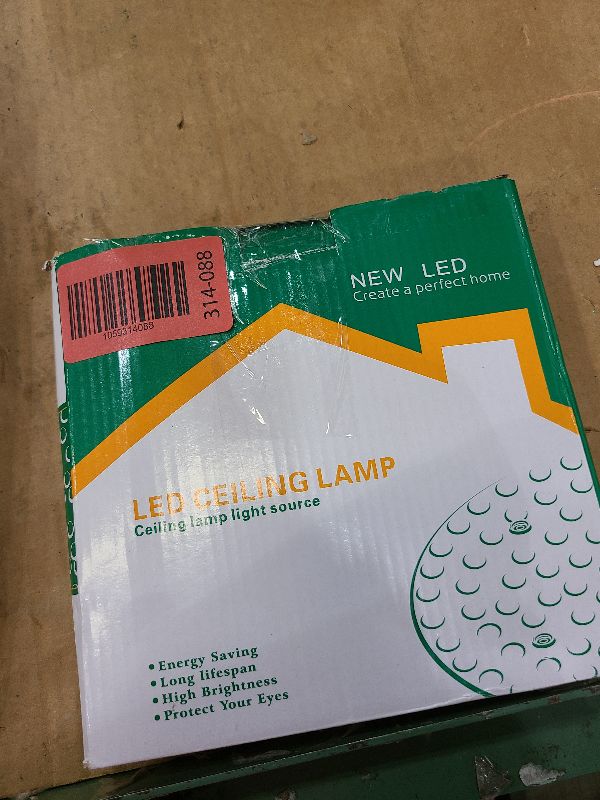 1059314088
314-088
NEW LED
Create a perfect home
LED CEILING LAMP
Ceiling lamp light source
• Energy Saving
• Long lifespan
• High Brightness
• Protect Your Eyes